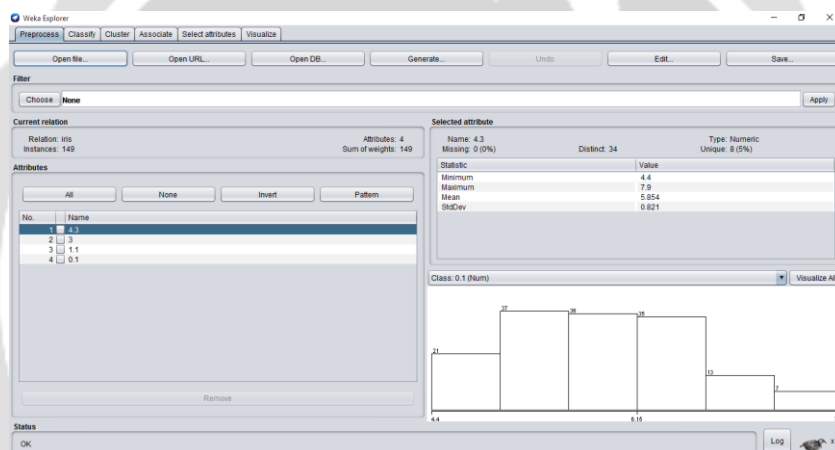 Weka Explorer
Preprocess Classify Cluster Associate Select attributes Visualize
Open file... Open URL... Open DB... Generate... Undo Edit... Save...
Filter
Choose None Apply
Current relation
Relation: iris Attributes: 4
Instances: 149 Sum of weights: 149
Selected attribute
Name: 4.3 Type: Numeric
Missing: 0 (0%) Distinct: 34 Unique: 8 (5%)
Statistic Value
Minimum 4.4
Maximum 7.9
Mean 5.854
StdDev 0.821
Attributes
All None Invert Pattern
No. Name
1 4.3
2 3
3 1.1
4 0.1
Remove
Class: 0.1 (Num) Visualize All
21 37 36 35 13 7
4.4 6.15
Status
OK
Log x